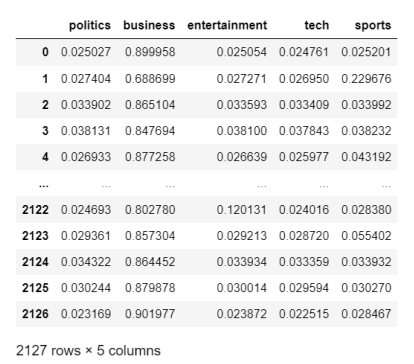 politics business entertainment tech sports
0 0.025027 0.899958 0.025054 0.024761 0.025201
1 0.027404 0.688699 0.027271 0.026950 0.229676
2 0.033902 0.865104 0.033593 0.033409 0.033992
3 0.038131 0.847694 0.038100 0.037843 0.038232
4 0.026933 0.877258 0.026639 0.025977 0.043192
... ... ... ... ... ...
2122 0.024693 0.802780 0.120131 0.024016 0.028380
2123 0.029361 0.857304 0.029213 0.028720 0.055402
2124 0.034322 0.864452 0.033934 0.033359 0.033932
2125 0.030244 0.879878 0.030014 0.029594 0.030270
2126 0.023169 0.901977 0.023872 0.022515 0.028467
2127 rows × 5 columns